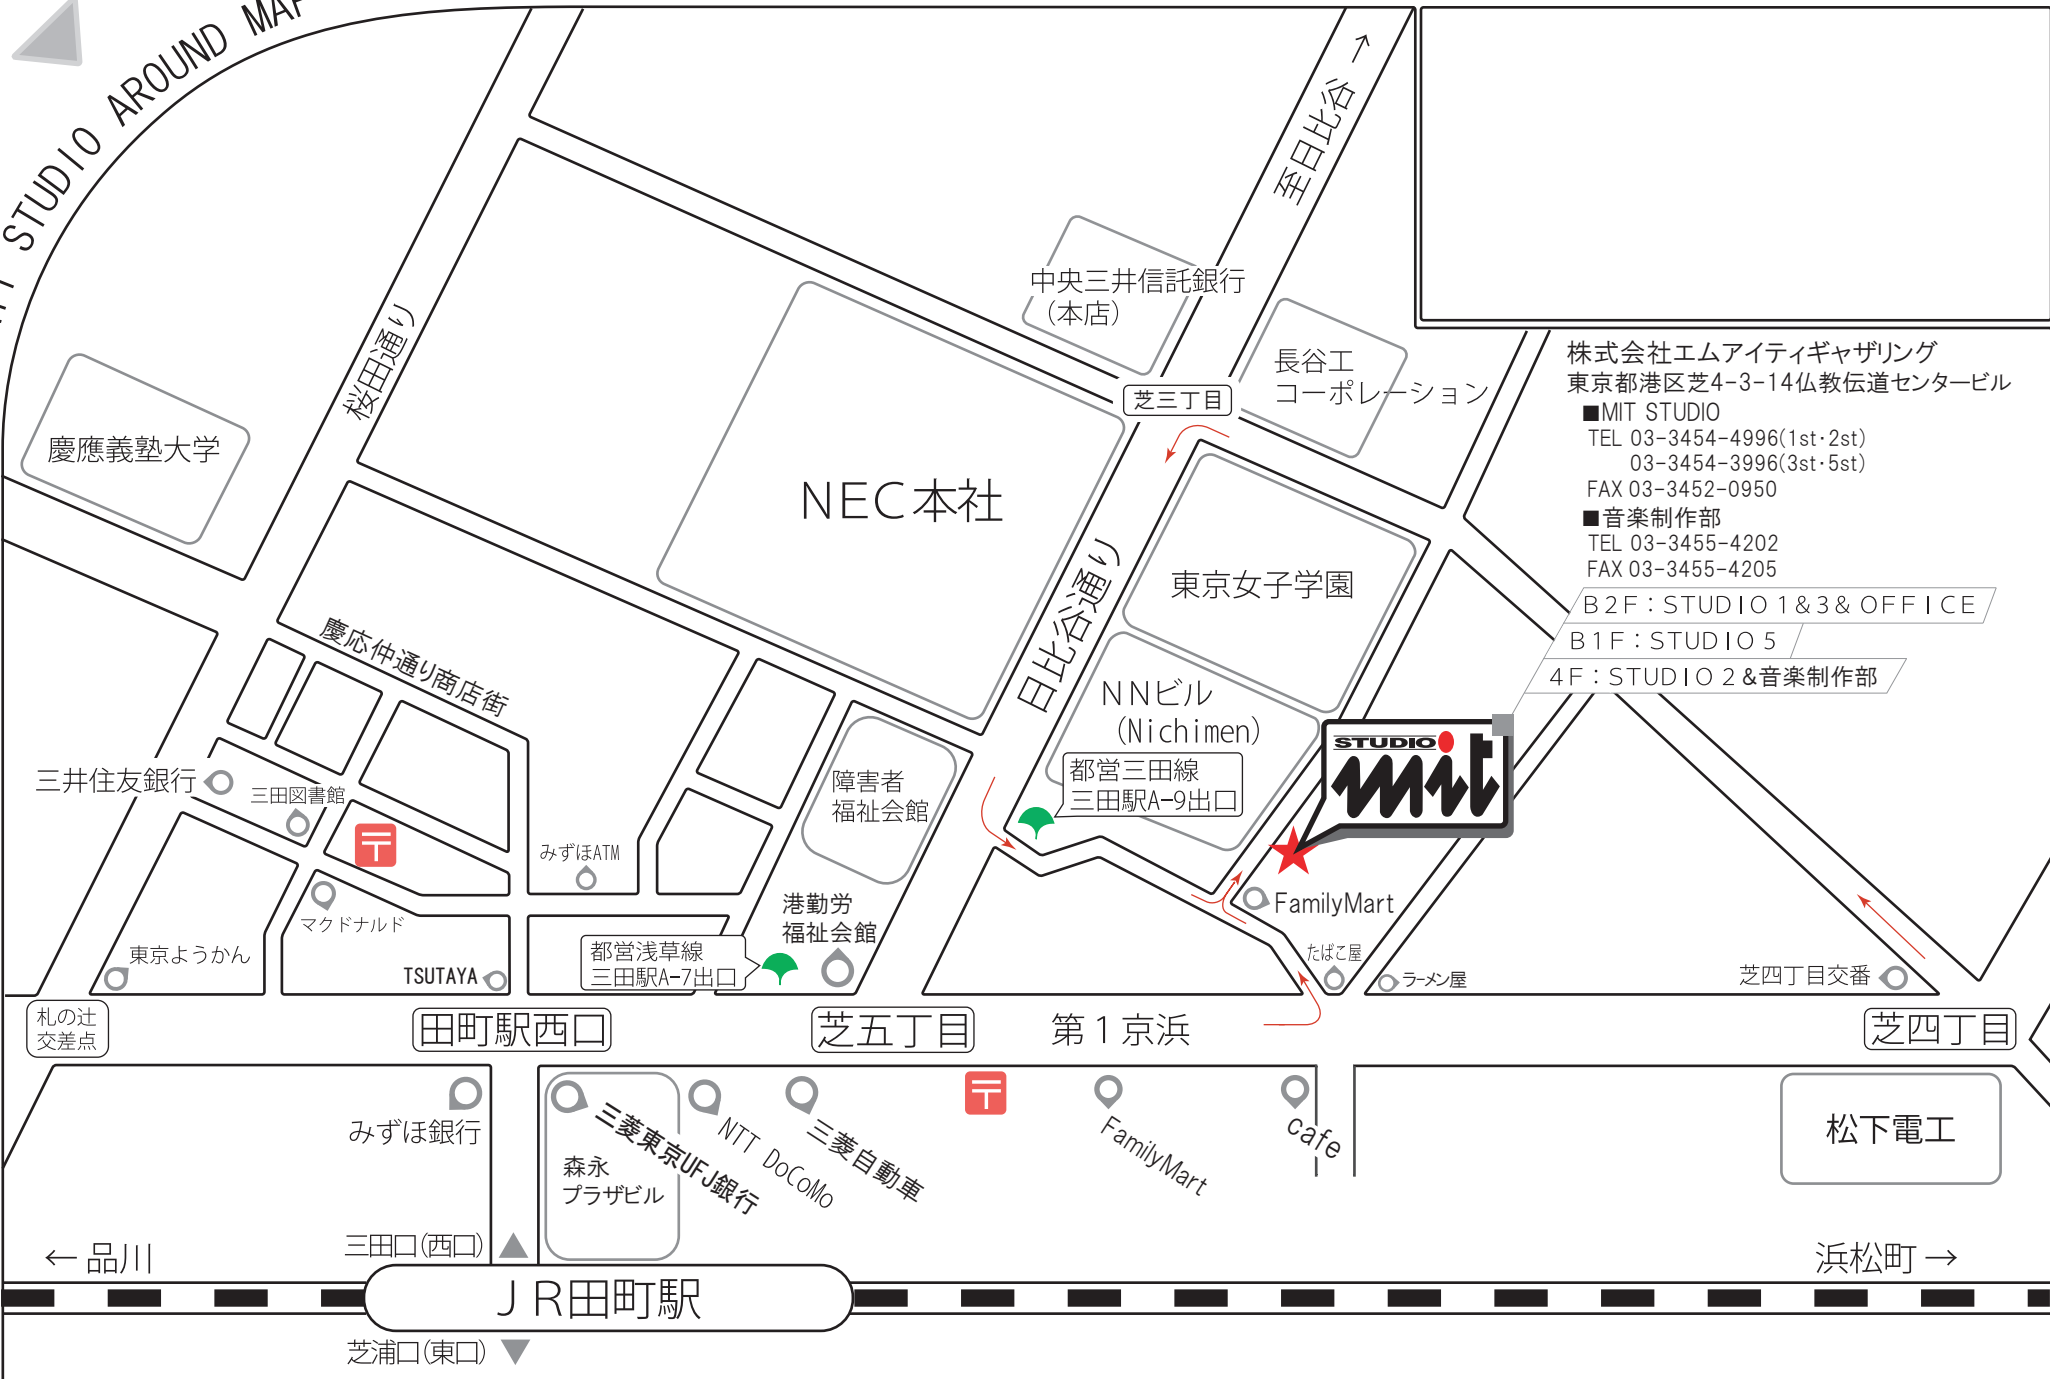 STUDIO AROUND MAP
至日比谷→
中央三井信託銀行
（本店）
桜田通り
長谷工
コーポレーション
芝三丁目
慶應義塾大学
NEC本社
日比谷通り
東京女子学園
株式会社エムアイティギャザリング
東京都港区芝4-3-14仏教伝道センタービル
■MIT STUDIO
TEL 03-3454-4996(1st・2st)
03-3454-3996(3st・5st)
FAX 03-3452-0950
■音楽制作部
TEL 03-3455-4202
FAX 03-3455-4205
B2F：STUDIO 1&3& OFFICE
B1F：STUDIO 5
4F：STUDIO 2&音楽制作部
慶応仲通り商店街
NNビル
(Nichimen)
STUDIO
mit
三井住友銀行
三田図書館
〒
みずほATM
障害者
福祉会館
都営三田線
三田駅A-9出口
マクドナルド
港勤労
福祉会館
FamilyMart
東京ようかん
TSUTAYA
都営浅草線
三田駅A-7出口
たばこ屋
ラーメン屋
芝四丁目交番
札の辻
交差点
田町駅西口
芝五丁目
第1京浜
芝四丁目
みずほ銀行
三菱東京UFJ銀行
森永
プラザビル
NTT DoCoMo
三菱自動車
〒
FamilyMart
cafe
松下電工
←品川
三田口(西口)
浜松町→
JR田町駅
芝浦口(東口)